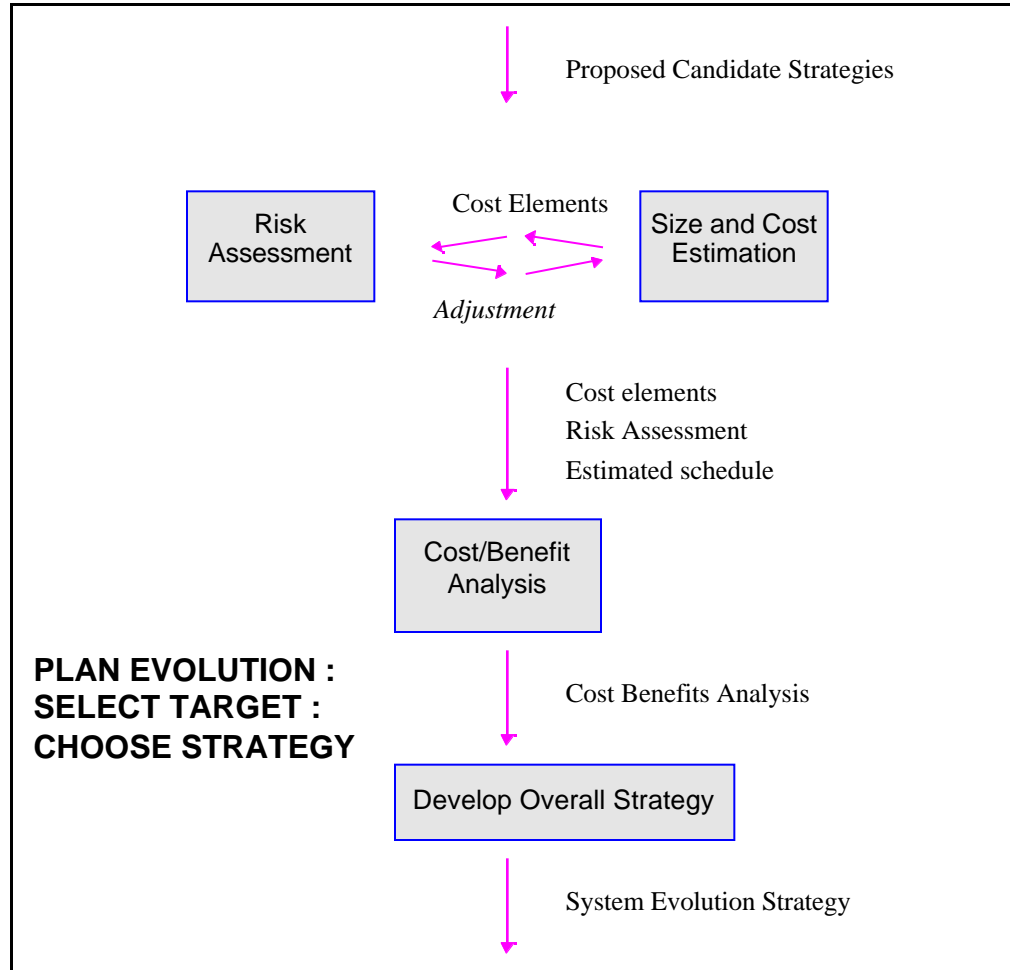 Proposed Candidate Strategies
Risk
Assessment
Cost Elements
Size and Cost
Estimation
Adjustment
Cost elements
Risk Assessment
Estimated schedule
Cost/Benefit
Analysis
PLAN EVOLUTION :
SELECT TARGET :
CHOOSE STRATEGY
Cost Benefits Analysis
Develop Overall Strategy
System Evolution Strategy